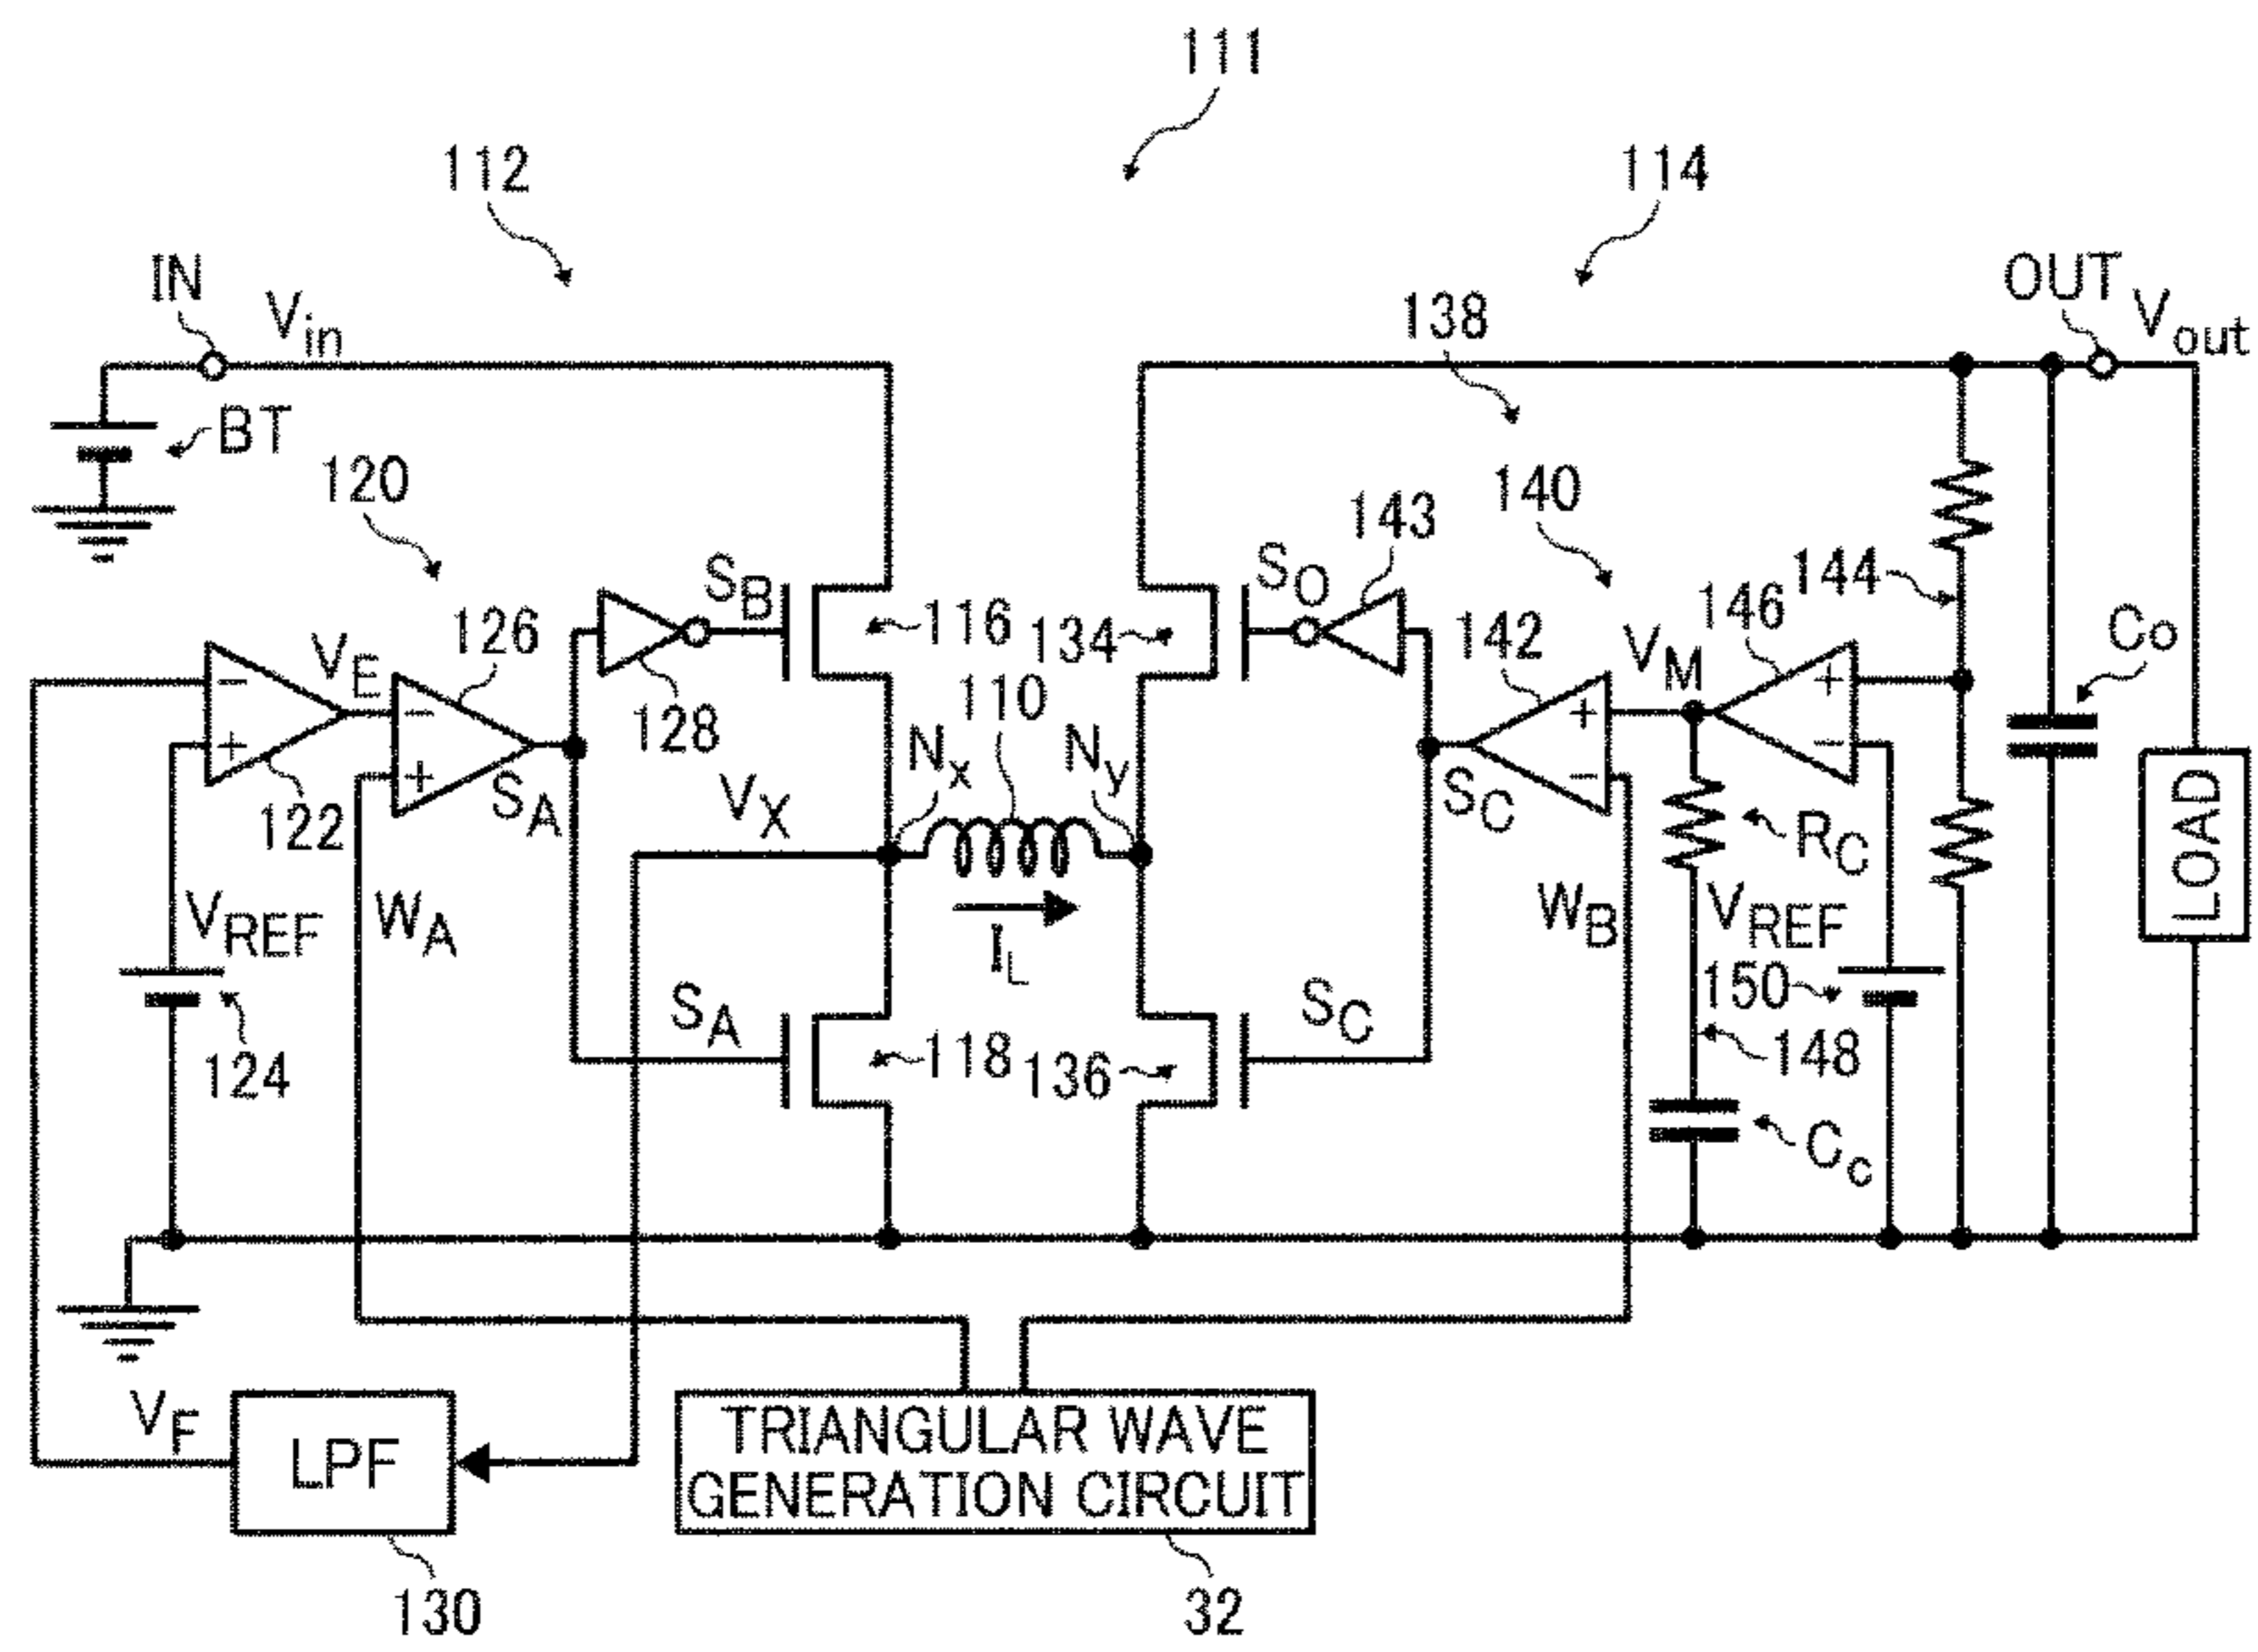 111
112
114
IN
Vin
138
OUT
Vout
BT
120
140
143
SB
SO
144
126
116
134
142
146
Co
VE
128
110
VM
Nx
Ny
122
SA
VX
SC
RC
LOAD
VREF
WA
IL
WB
VREF
150
SA
SC
124
118
136
148
Cc
VF
LPF
TRIANGULAR WAVE
GENERATION CIRCUIT
130
32